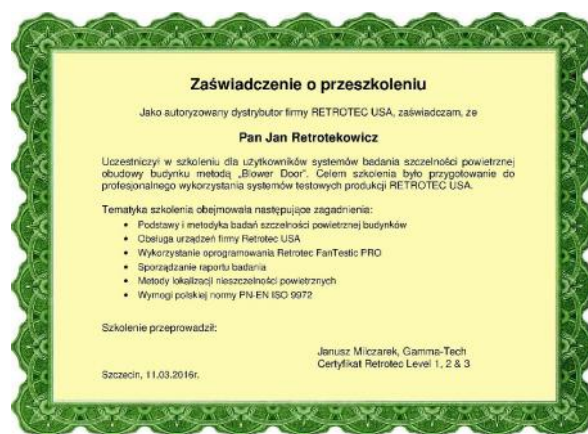 Zaświadczenie o przeszkoleniu
Jako autoryzowany dystrybutor firmy RETROTEC USA, zaświadczam, że
Pan Jan Retrotekowicz
Uczestniczył w szkoleniu dla użytkowników systemów badania szczelności powietrznej
obudowy budynku metodą „Blower Door”. Celem szkolenia było przygotowanie do
profesjonalnego wykorzystania systemów testowych produkcji RETROTEC USA.
Tematyka szkolenia obejmowała następujące zagadnienia:
• Podstawy i metodyka badań szczelności powietrznej budynków
• Obsługa urządzeń firmy Retrotec USA
• Wykorzystanie oprogramowania Retrotec FanTestic PRO
• Sporządzanie raportu badania
• Metody lokalizacji nieszczelności powietrznych
• Wymogi polskiej normy PN-EN ISO 9972
Szkolenie przeprowadził:
Janusz Milczarek, Gamma-Tech
Certyfikat Retrotec Level 1, 2 & 3
Szczecin, 11.03.2016r.